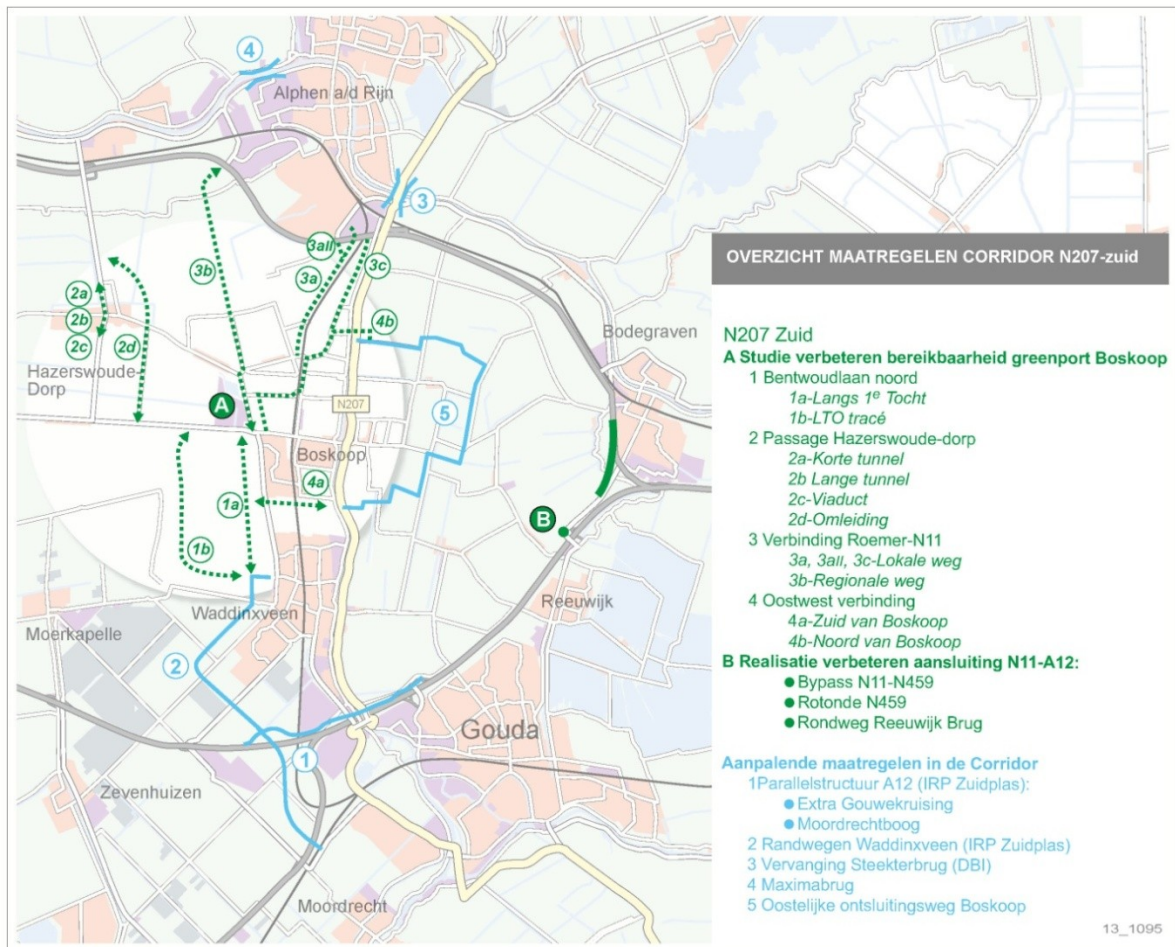 4
Alphen a/d Rijn
3
3all
3b
3a
3c
2a
2b
2c
4b
2d
Hazerswoude-
Dorp
Bodegraven
A
N207
5
Boskoop
4a
1a
B
1b
Reeuwijk
Waddinxveen
Moerkapelle
2
Gouda
1
Zevenhuizen
Moordrecht
OVERZICHT MAATREGELEN CORRIDOR N207-zuid
N207 Zuid
A Studie verbeteren bereikbaarheid greenport Boskoop
1 Bentwoudlaan noord
1a-Langs 1e Tocht
1b-LTO tracé
2 Passage Hazerswoude-dorp
2a-Korte tunnel
2b Lange tunnel
2c-Viaduct
2d-Omleiding
3 Verbinding Roemer-N11
3a, 3all, 3c-Lokale weg
3b-Regionale weg
4 Oostwest verbinding
4a-Zuid van Boskoop
4b-Noord van Boskoop
B Realisatie verbeteren aansluiting N11-A12:
● Bypass N11-N459
● Rotonde N459
● Rondweg Reeuwijk Brug
Aanpalende maatregelen in de Corridor
1Parallelstructuur A12 (IRP Zuidplas):
● Extra Gouwekruising
● Moordrechtboog
2 Randwegen Waddinxveen (IRP Zuidplas)
3 Vervanging Steekterbrug (DBI)
4 Maximabrug
5 Oostelijke ontsluitingsweg Boskoop
13_1095